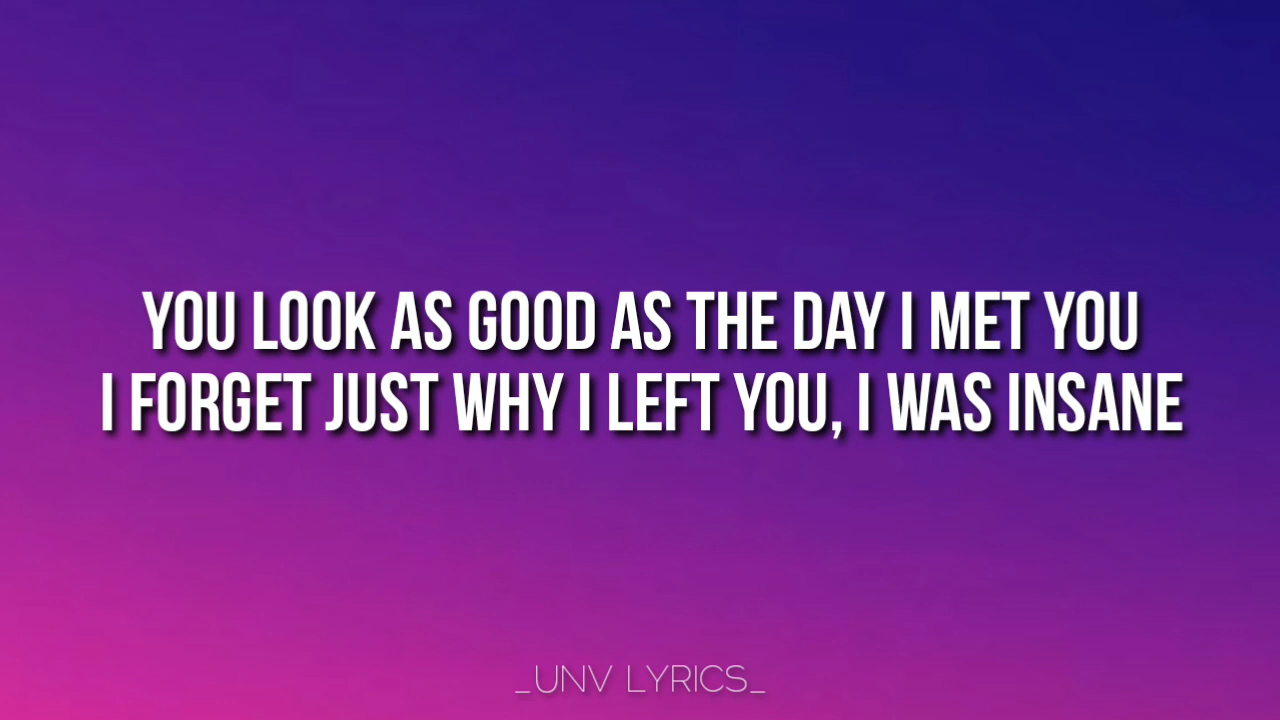 YOU LOOK AS GOOD AS THE DAY I MET YOU
I FORGET JUST WHY I LEFT YOU, I WAS INSANE
_UNV LYRICS_